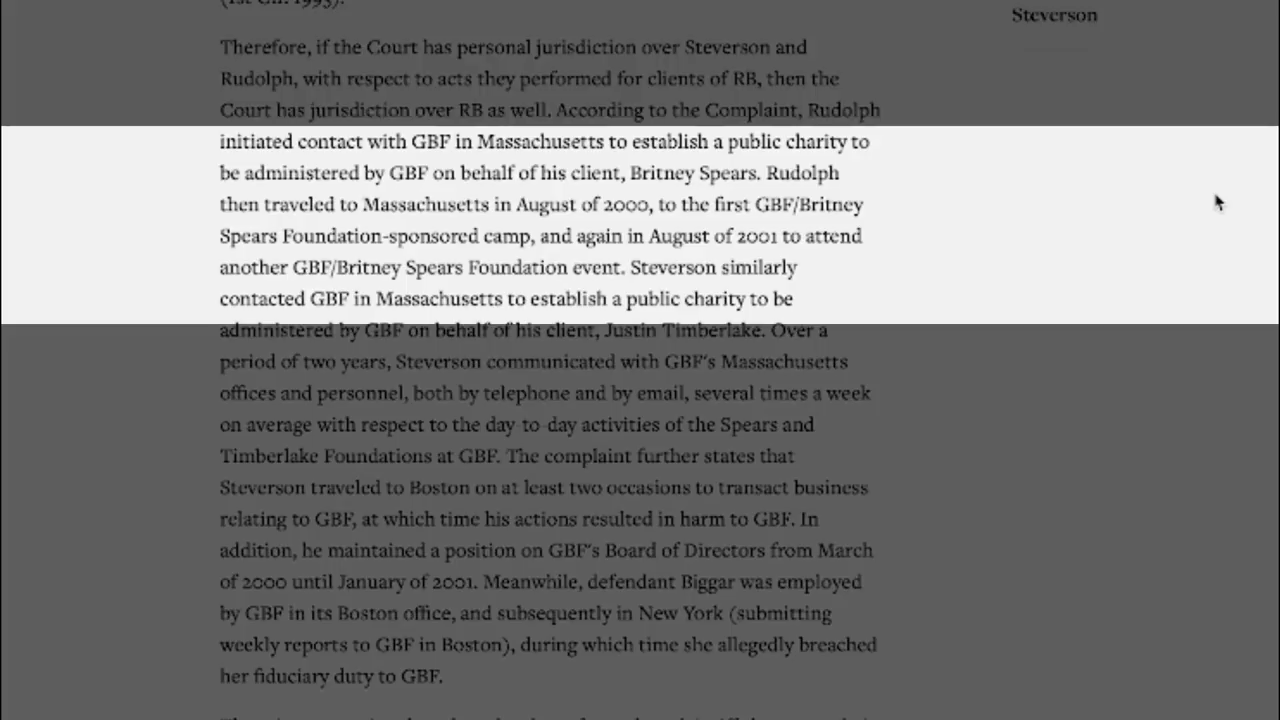 (1st Cir. 1995).
Steverson
Therefore, if the Court has personal jurisdiction over Steverson and
Rudolph, with respect to acts they performed for clients of RB, then the
Court has jurisdiction over RB as well. According to the Complaint, Rudolph
initiated contact with GBF in Massachusetts to establish a public charity to
be administered by GBF on behalf of his client, Britney Spears. Rudolph
then traveled to Massachusetts in August of 2000, to the first GBF/Britney
Spears Foundation-sponsored camp, and again in August of 2001 to attend
another GBF/Britney Spears Foundation event. Steverson similarly
contacted GBF in Massachusetts to establish a public charity to be
administered by GBF on behalf of his client, Justin Timberlake. Over a
period of two years, Steverson communicated with GBF's Massachusetts
offices and personnel, both by telephone and by email, several times a week
on average with respect to the day-to-day activities of the Spears and
Timberlake Foundations at GBF. The complaint further states that
Steverson traveled to Boston on at least two occasions to transact business
relating to GBF, at which time his actions resulted in harm to GBF. In
addition, he maintained a position on GBF's Board of Directors from March
of 2000 until January of 2001. Meanwhile, defendant Biggar was employed
by GBF in its Boston office, and subsequently in New York (submitting
weekly reports to GBF in Boston), during which time she allegedly breached
her fiduciary duty to GBF.